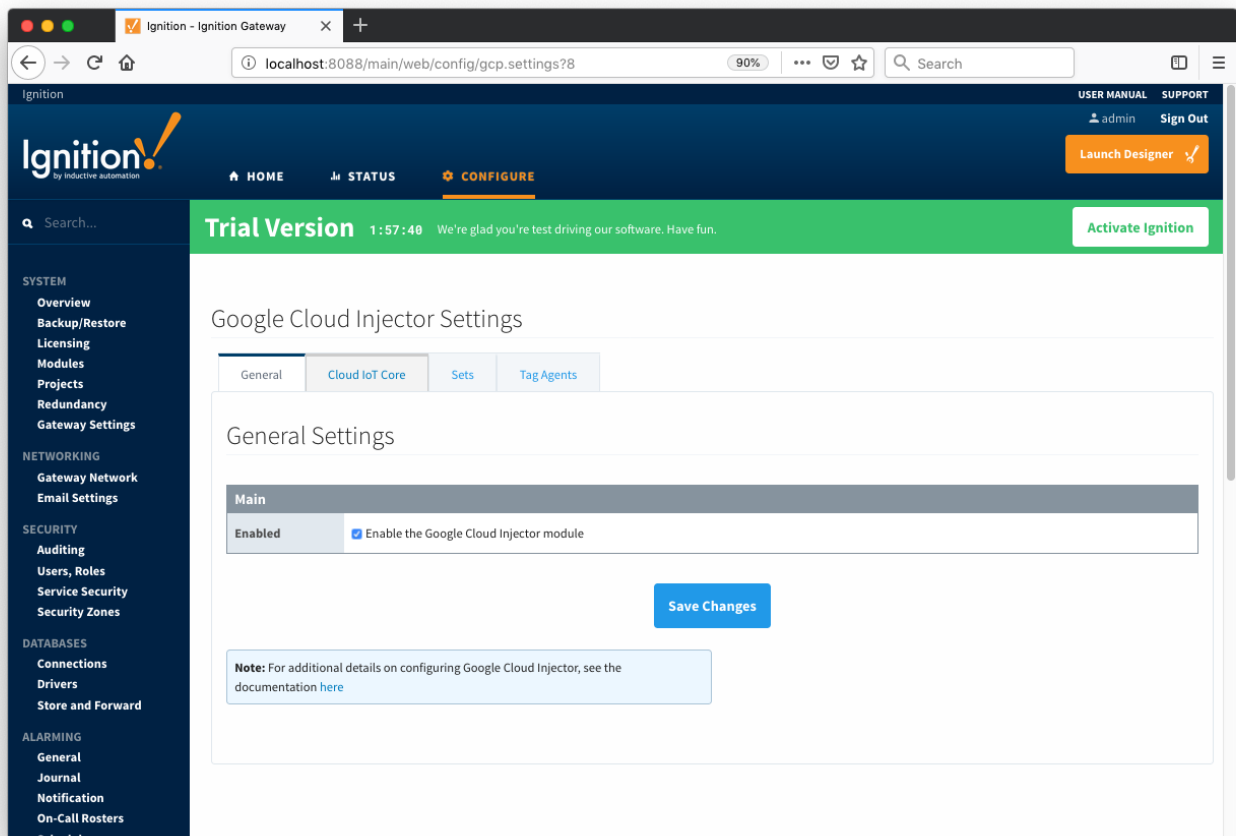 Ignition - Ignition Gateway
localhost:8088/main/web/config/gcp.settings?8
90%
Search
Ignition
USER MANUAL SUPPORT
admin Sign Out
Ignition!
by inductive automation
Launch Designer
HOME STATUS CONFIGURE
Search...
Trial Version 1:57:40 We're glad you're test driving our software. Have fun.
Activate Ignition
SYSTEM
Overview
Backup/Restore
Licensing
Modules
Projects
Redundancy
Gateway Settings
NETWORKING
Gateway Network
Email Settings
SECURITY
Auditing
Users, Roles
Service Security
Security Zones
DATABASES
Connections
Drivers
Store and Forward
ALARMING
General
Journal
Notification
On-Call Rosters
Google Cloud Injector Settings
General Cloud IoT Core Sets Tag Agents
General Settings
Main
Enabled Enable the Google Cloud Injector module
Save Changes
Note: For additional details on configuring Google Cloud Injector, see the
documentation here